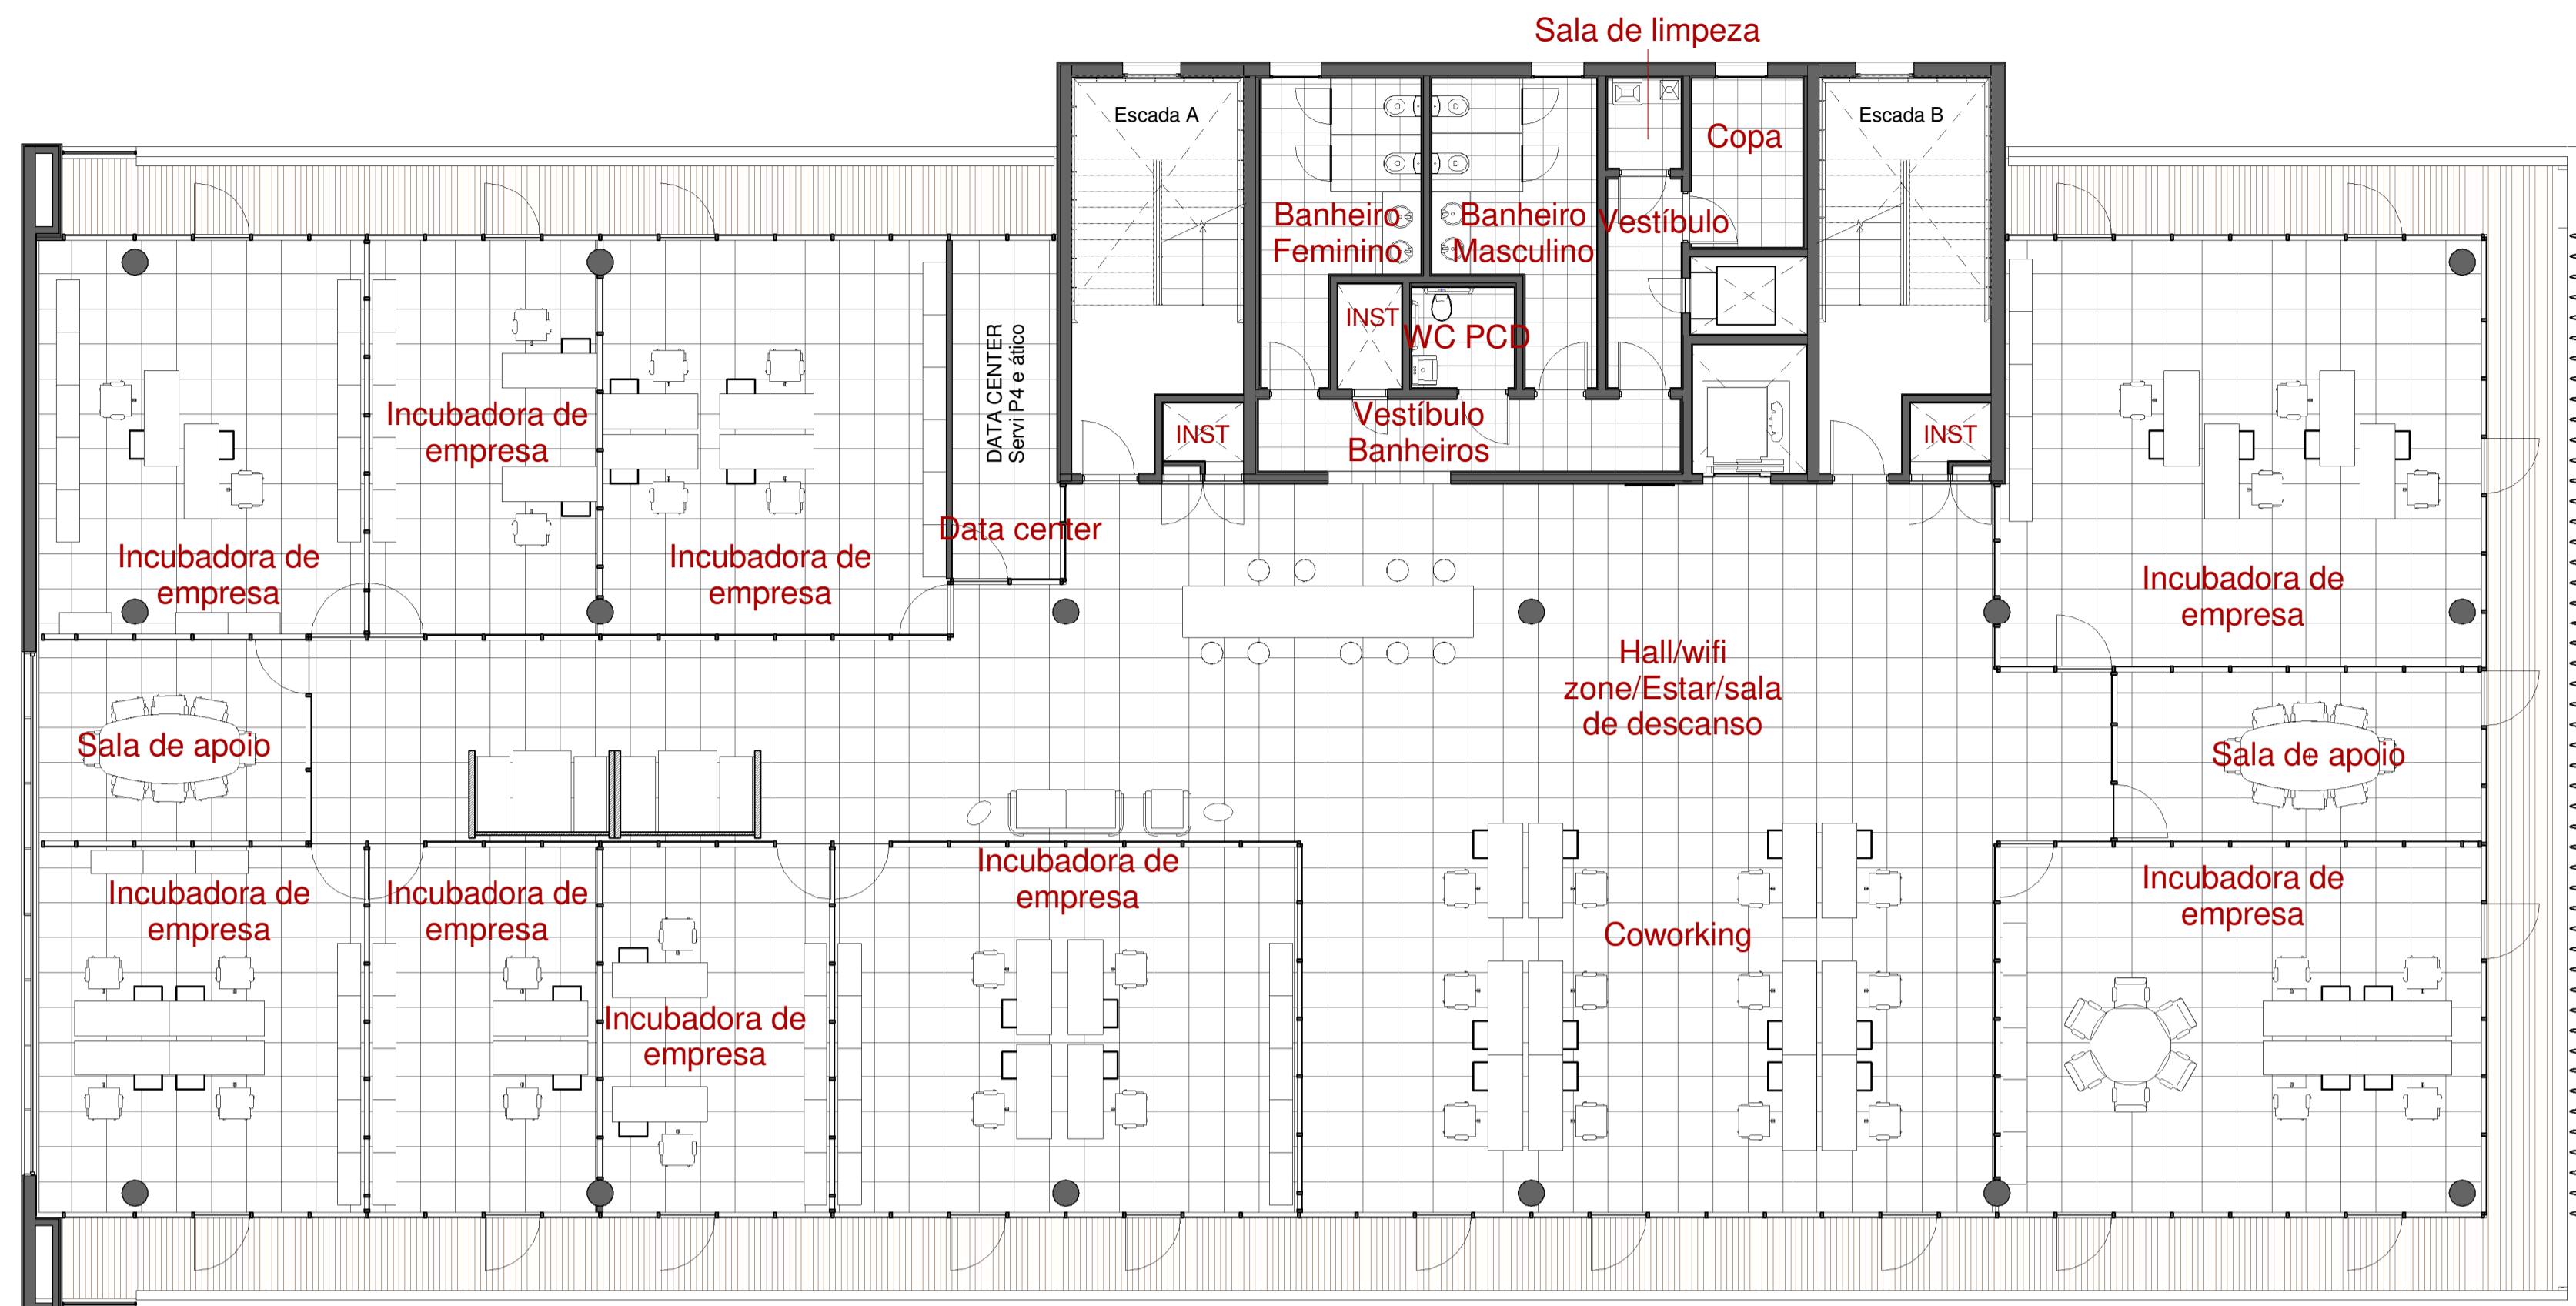 Sala de limpeza
Escada A
Copa
Escada B
Banheiro
Feminino
Banheiro
Masculino
Vestíbulo
INST
WC PCD
DATA CENTER
Servi P4 e ático
Incubadora de
empresa
Vestíbulo
Banheiros
INST
INST
Data center
Incubadora de
empresa
Incubadora de
empresa
Incubadora de
empresa
Hall/wifi
zone/Estar/sala
de descanso
Sala de apoio
Sala de apoio
Incubadora de
empresa
Incubadora de
empresa
Incubadora de
empresa
Incubadora de
empresa
Coworking
Incubadora de
empresa